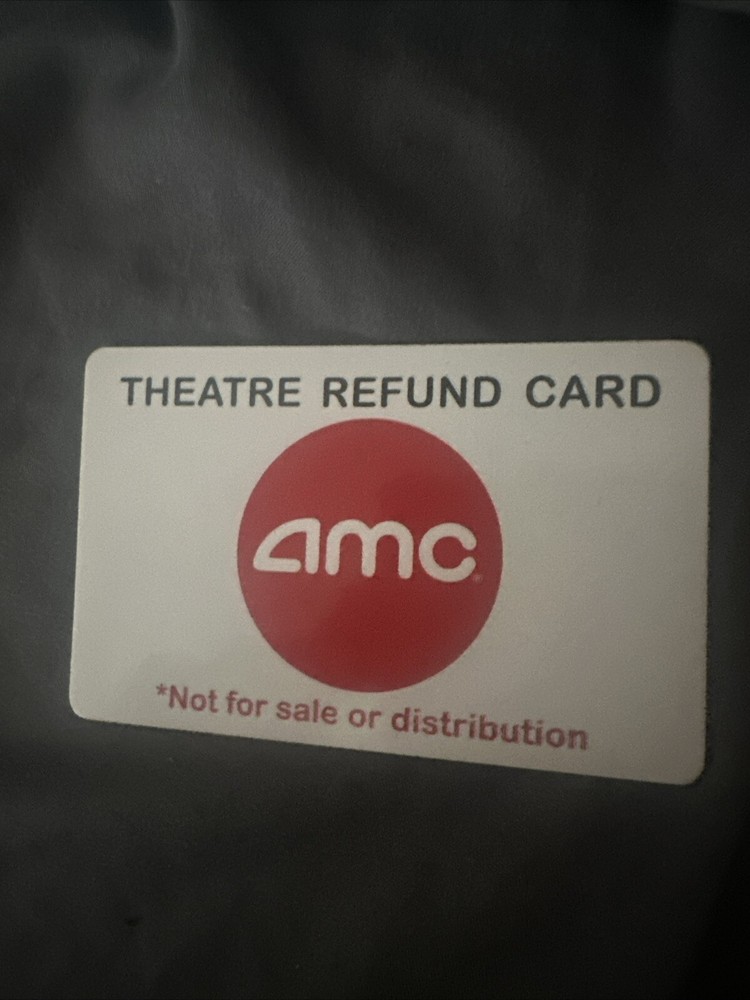 THEATRE REFUND CARD
amc
*Not for sale or distribution